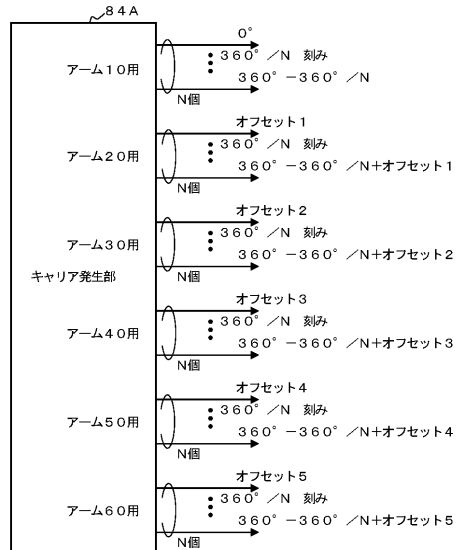 ８４Ａ
０°
アーム１０用
３６０°／Ｎ　刻み
３６０°－３６０°／Ｎ
Ｎ個
オフセット１
アーム２０用
３６０°／Ｎ　刻み
３６０°－３６０°／Ｎ＋オフセット１
Ｎ個
オフセット２
アーム３０用
３６０°／Ｎ　刻み
３６０°－３６０°／Ｎ＋オフセット２
キャリア発生部
Ｎ個
オフセット３
アーム４０用
３６０°／Ｎ　刻み
３６０°－３６０°／Ｎ＋オフセット３
Ｎ個
オフセット４
アーム５０用
３６０°／Ｎ　刻み
３６０°－３６０°／Ｎ＋オフセット４
Ｎ個
オフセット５
アーム６０用
３６０°／Ｎ　刻み
３６０°－３６０°／Ｎ＋オフセット５
Ｎ個